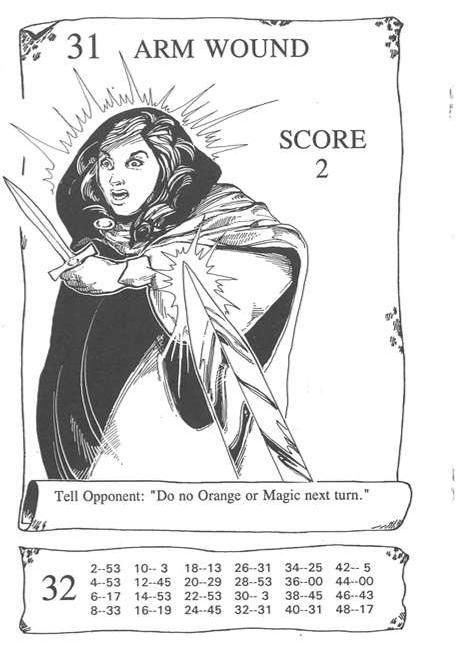 31 ARM WOUND
SCORE
2
Tell Opponent: "Do no Orange or Magic next turn."
32
2--53 10-- 3 18--13 26--31 34--25 42-- 5
4--53 12--45 20--29 28--53 36--00 44--00
6--17 14--53 22--53 30-- 3 38--45 46--43
8--33 16--19 24--45 32--31 40--31 48--17